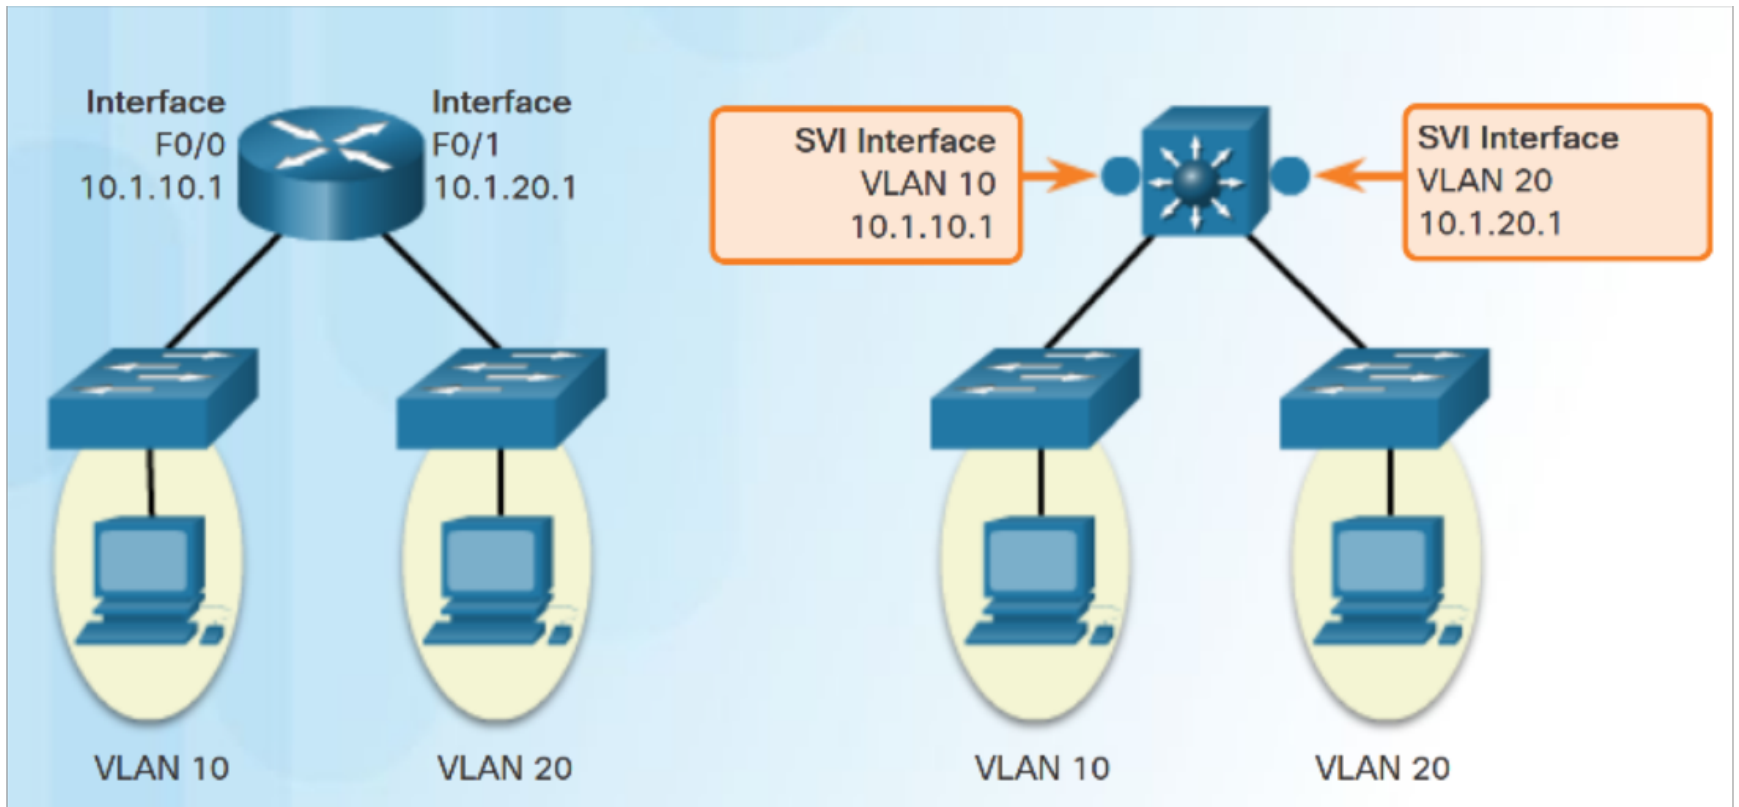 Interface
F0/0
10.1.10.1
Interface
F0/1
10.1.20.1
SVI Interface
VLAN 10
10.1.10.1
SVI Interface
VLAN 20
10.1.20.1
VLAN 10
VLAN 20
VLAN 10
VLAN 20